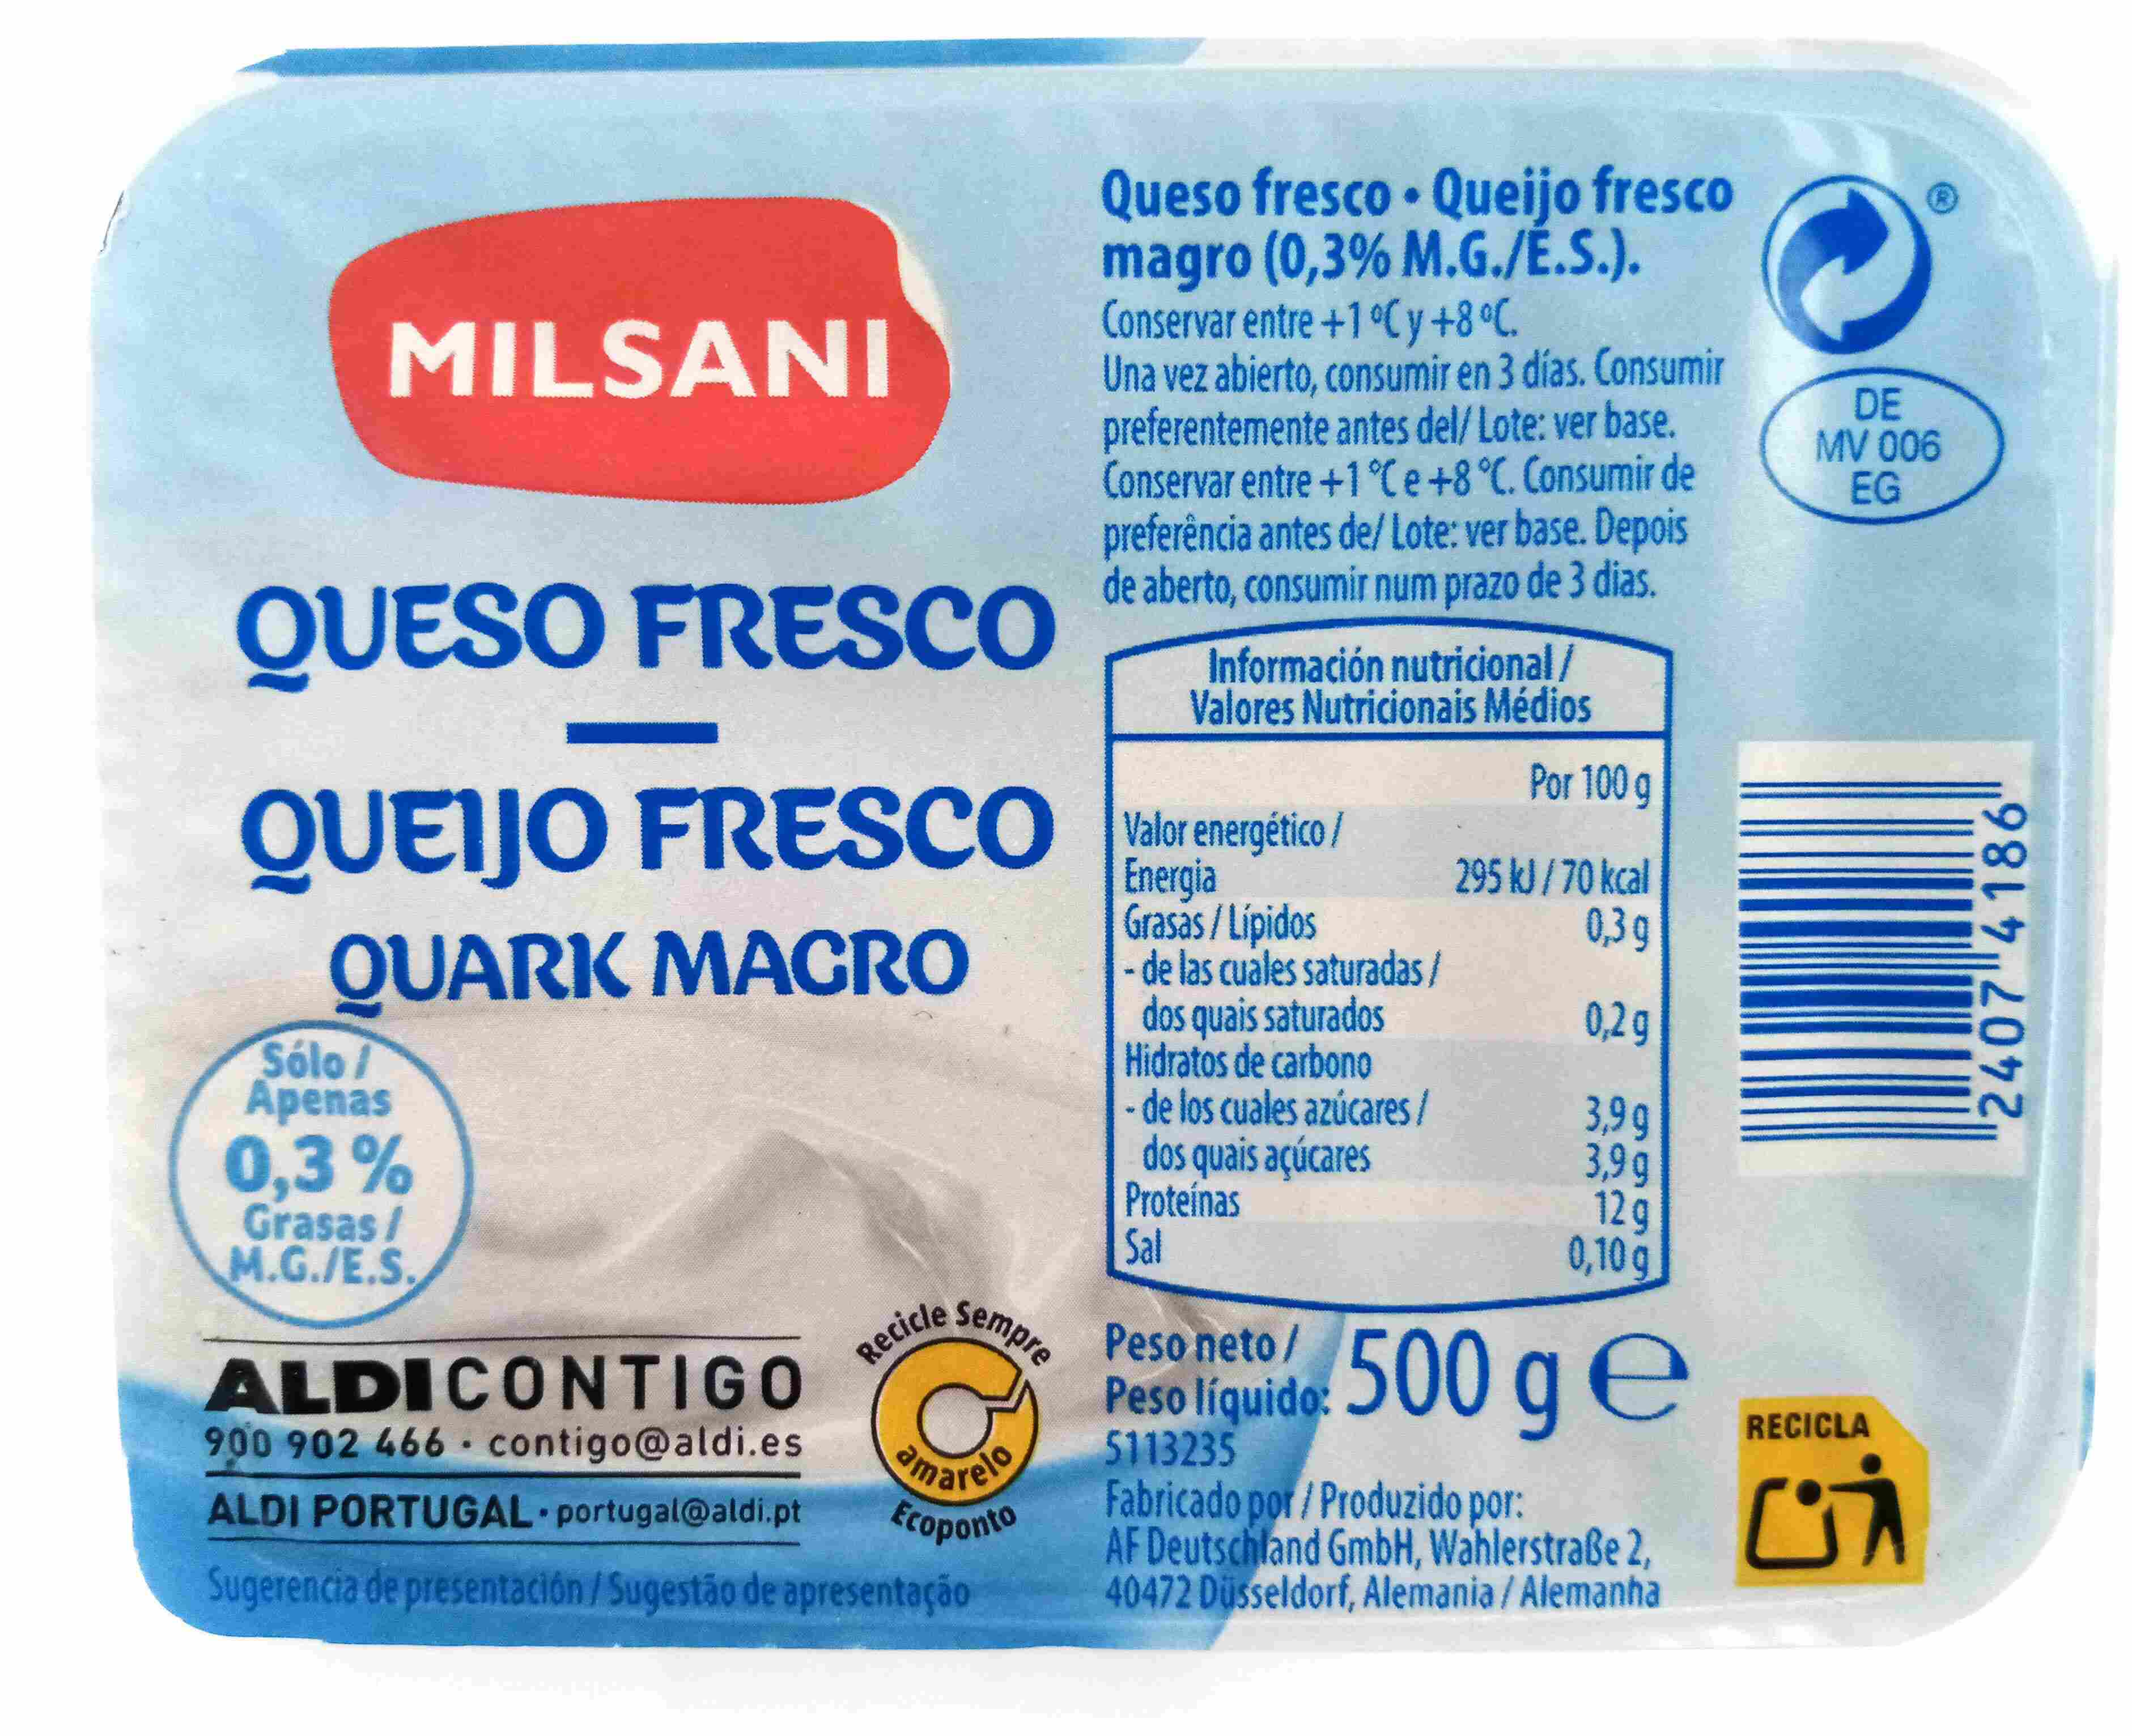 MILSANI
QUESO FRESCO
QUEIJO FRESCO
QUARK MAGRO
Sólo /
Apenas
0,3 %
Grasas /
M.G./E.S.
ALDI CONTIGO
900 902 466 · contigo@aldi.es
ALDI PORTUGAL · portugal@aldi.pt
Sugerencia de presentación / Sugestão de apresentação
Recicle Sempre
amarelo
Ecoponto
Queso fresco • Queijo fresco
magro (0,3% M.G./E.S.).
Conservar entre +1 ºC y +8 ºC.
Una vez abierto, consumir en 3 días. Consumir
preferentemente antes del/ Lote: ver base.
Conservar entre +1 °C e +8 °C. Consumir de
preferência antes de/ Lote: ver base. Depois
de aberto, consumir num prazo de 3 dias.
Información nutricional /
Valores Nutricionais Médios
Por 100 g
Valor energético /
Energia 295 kJ / 70 kcal
Grasas / Lípidos 0,3 g
- de las cuales saturadas /
dos quais saturados 0,2 g
Hidratos de carbono
- de los cuales azúcares / 3,9 g
dos quais açúcares 3,9 g
Proteínas 12 g
Sal 0,10 g
Peso neto /
Peso líquido: 500 g e
5113235
Fabricado por / Produzido por:
AF Deutschland GmbH, Wahlerstraße 2,
40472 Düsseldorf, Alemania / Alemanha
®
DE
MV 006
EG
2407 4186
RECICLA